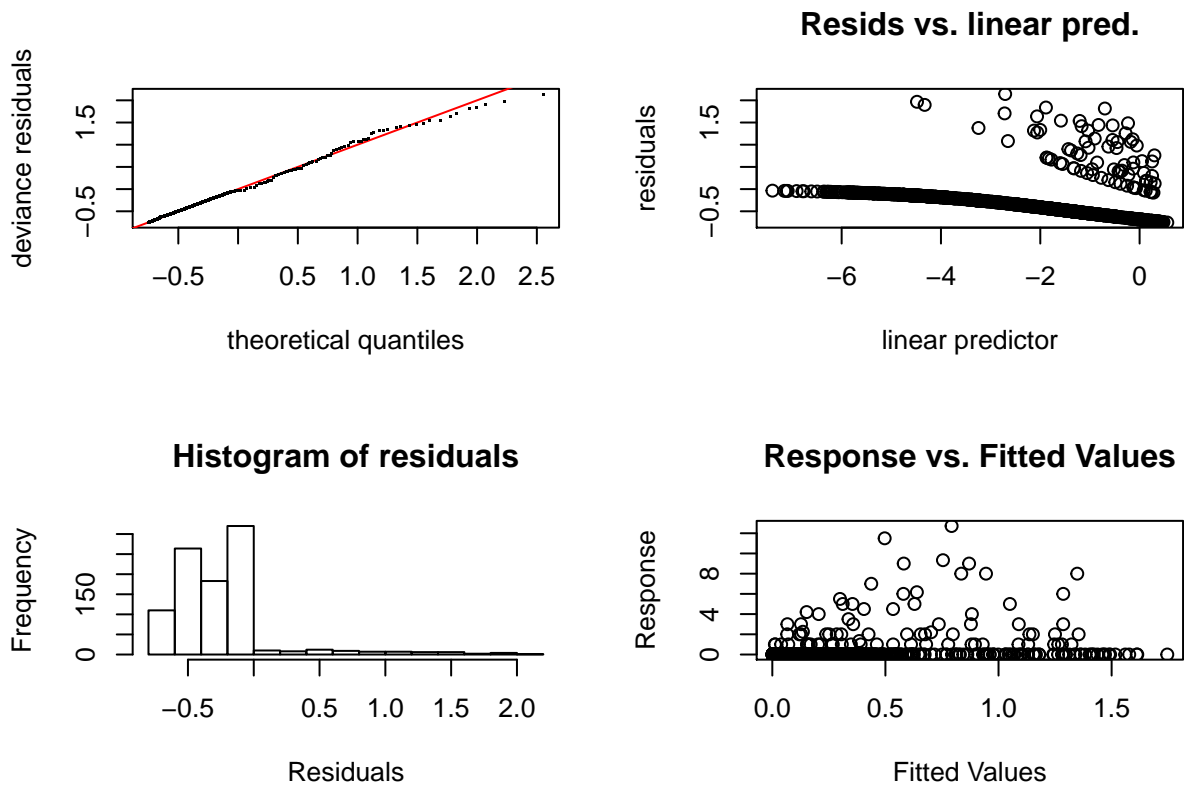 deviance residuals
1.5
−0.5
−0.5 0.5 1.0 1.5 2.0 2.5
theoretical quantiles
Resids vs. linear pred.
residuals
1.5
−0.5
−6 −4 −2 0
linear predictor
Histogram of residuals
Frequency
150
0
−0.5 0.5 1.0 1.5 2.0
Residuals
Response vs. Fitted Values
Response
8
4
0
0.0 0.5 1.0 1.5
Fitted Values